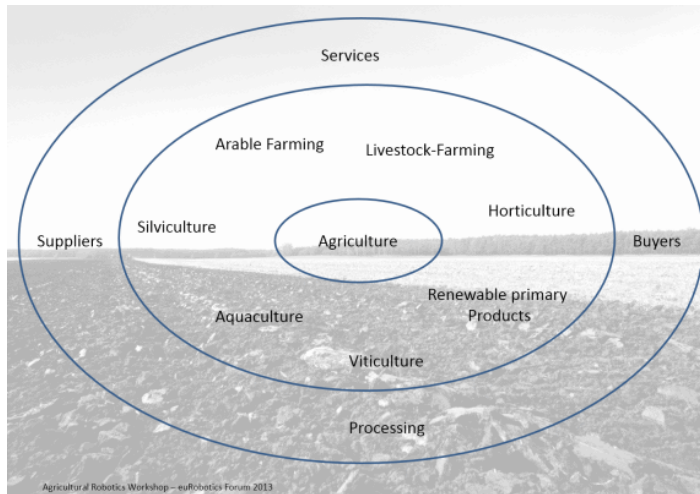 Services
Arable Farming
Livestock-Farming
Silviculture
Horticulture
Suppliers
Agriculture
Buyers
Renewable primary
Products
Aquaculture
Viticulture
Processing
Agricultural Robotics Workshop – euRobotics Forum 2013